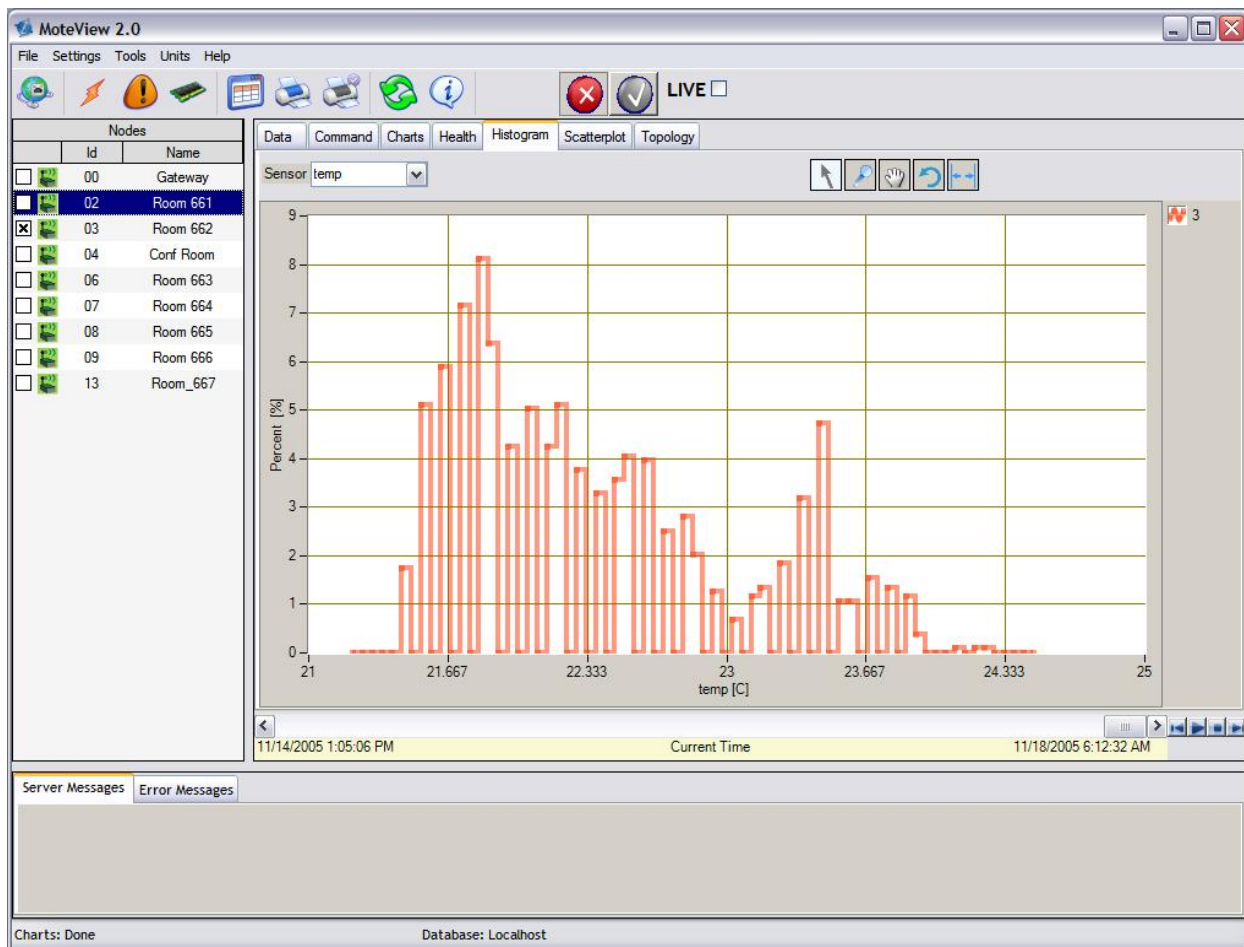 MoteView 2.0
File Settings Tools Units Help
LIVE
Nodes
Id Name
00 Gateway
02 Room 661
03 Room 662
04 Conf Room
06 Room 663
07 Room 664
08 Room 665
09 Room 666
13 Room_667
Data Command Charts Health Histogram Scatterplot Topology
Sensor temp
3
Percent [%]
9
8
7
6
5
4
3
2
1
0
21 21.667 22.333 23 23.667 24.333 25
temp [C]
11/14/2005 1:05:06 PM Current Time 11/18/2005 6:12:32 AM
Server Messages Error Messages
Charts: Done Database: Localhost